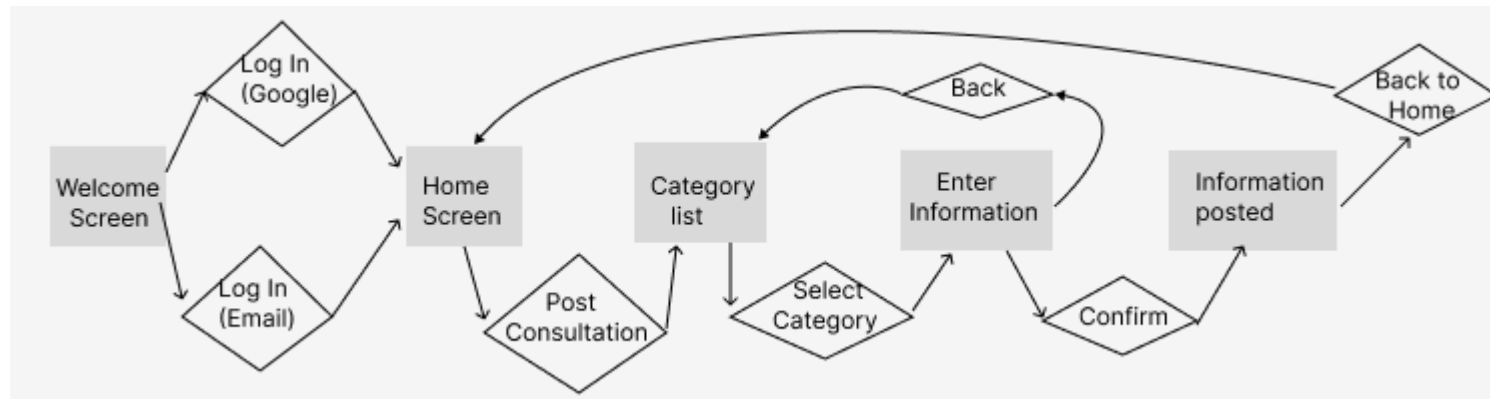 Log In
(Google)
Welcome
Screen
Log In
(Email)
Home
Screen
Post
Consultation
Category
list
Select
Category
Back
Enter
Information
Confirm
Information
posted
Back to
Home